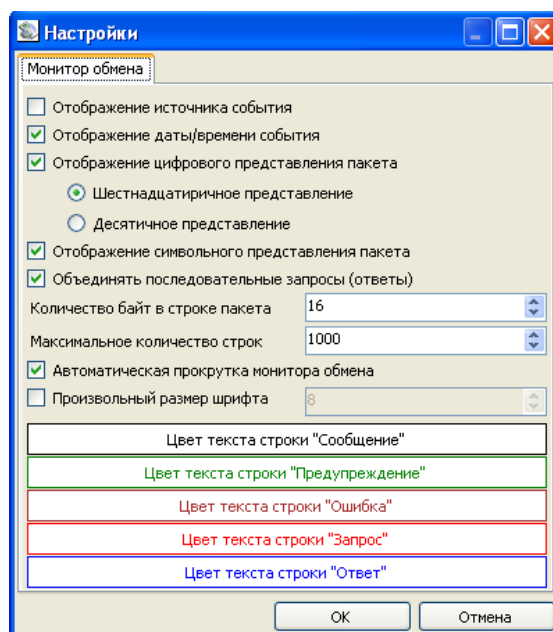 Настройки
Монитор обмена
Отображение источника события
Отображение даты/времени события
Отображение цифрового представления пакета
Шестнадцатиричное представление
Десятичное представление
Отображение символьного представления пакета
Объединять последовательные запросы (ответы)
Количество байт в строке пакета 16
Максимальное количество строк 1000
Автоматическая прокрутка монитора обмена
Произвольный размер шрифта 8
Цвет текста строки "Сообщение"
Цвет текста строки "Предупреждение"
Цвет текста строки "Ошибка"
Цвет текста строки "Запрос"
Цвет текста строки "Ответ"
OK Отмена